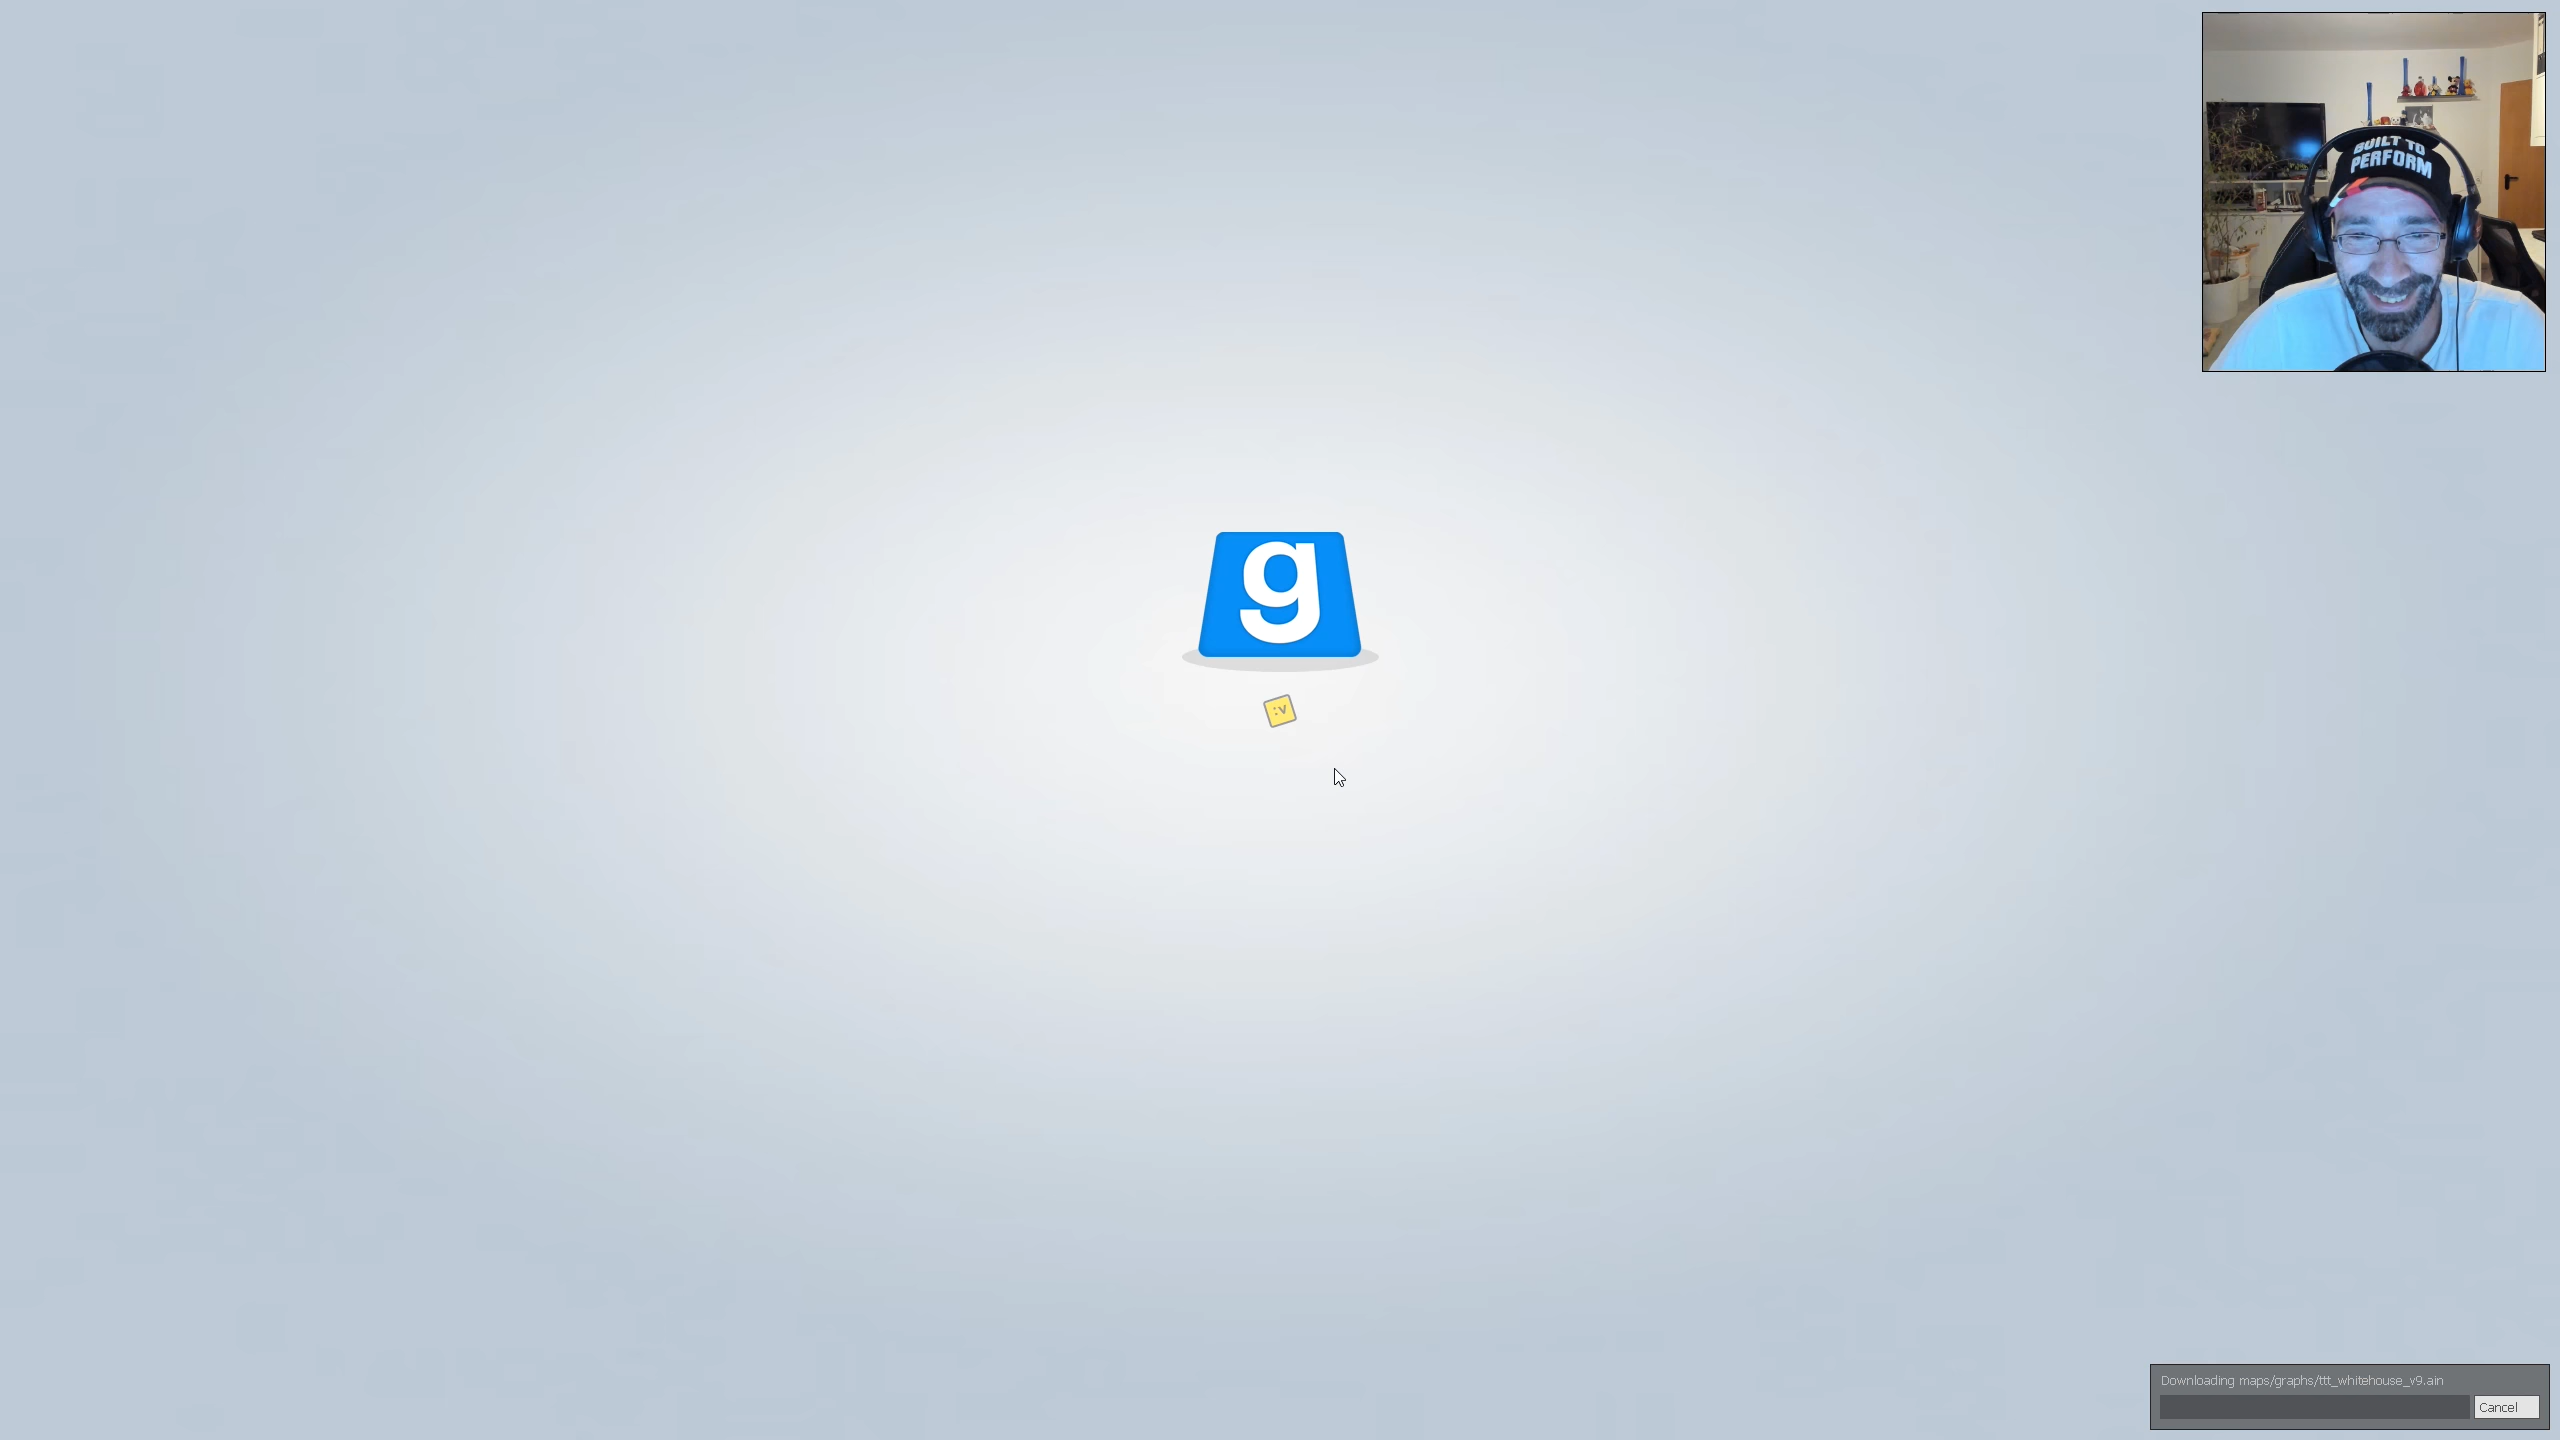 BUILT TO
PERFORM
g
:v
Downloading maps/graphs/ttt_whitehouse_v9.ain
Cancel